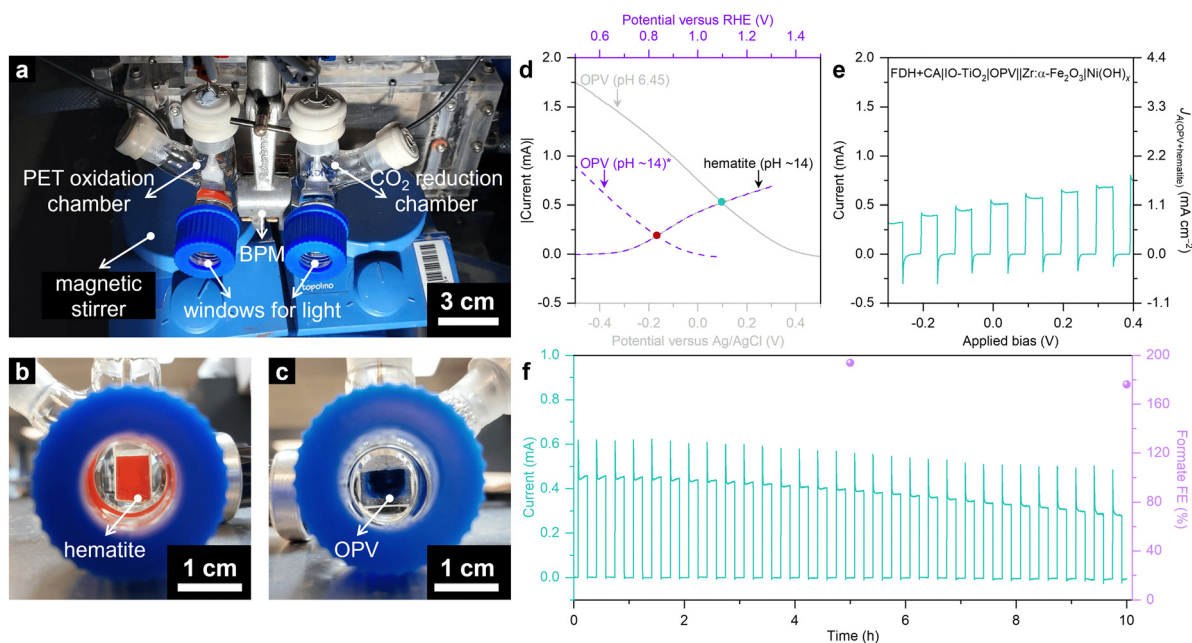 a
PET oxidation
chamber
CO₂ reduction
chamber
BPM
magnetic
stirrer
windows for light
topolino
3 cm
b
hematite
1 cm
c
OPV
1 cm
d
Potential versus RHE (V)
0.6 0.8 1.0 1.2 1.4
2.0
1.5
1.0
0.5
0.0
-0.5
|Current (mA)|
OPV (pH 6.45)
OPV (pH ~14)*
hematite (pH ~14)
-0.4 -0.2 0.0 0.2 0.4
Potential versus Ag/AgCl (V)
e
FDH+CA|IO-TiO₂|OPV||Zr:α-Fe₂O₃|Ni(OH)ₓ
2.0
1.5
1.0
0.5
0.0
-0.5
Current (mA)
4.4
3.3
2.2
1.1
0.0
-1.1
J_A(OPV+hematite) (mA cm⁻²)
-0.2 0.0 0.2 0.4
Applied bias (V)
f
1.0
0.8
0.6
0.4
0.2
0.0
Current (mA)
200
160
120
80
40
0
Formate FE (%)
0 2 4 6 8 10
Time (h)